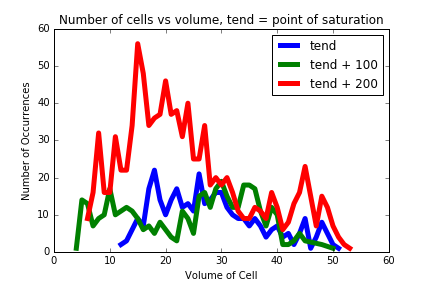 Number of cells vs volume, tend = point of saturation
60
50
40
30
20
10
0
Number of Occurrences
tend
tend + 100
tend + 200
0 10 20 30 40 50 60
Volume of Cell